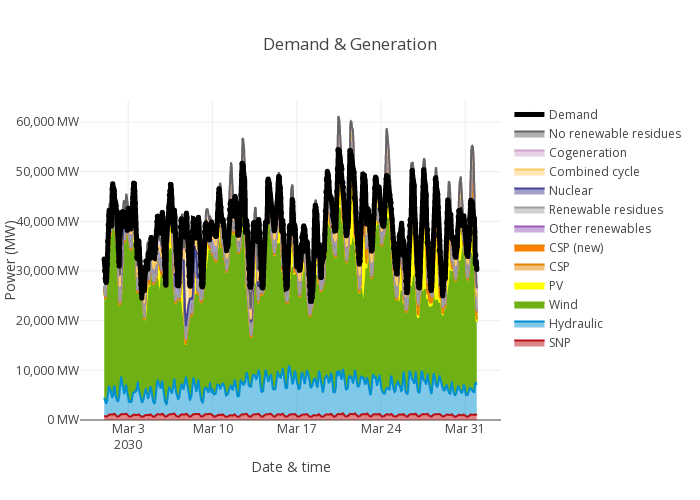 Demand & Generation
60,000 MW
50,000 MW
40,000 MW
30,000 MW
20,000 MW
10,000 MW
0 MW
Power (MW)
Mar 3
2030
Mar 10
Mar 17
Mar 24
Mar 31
Date & time
Demand
No renewable residues
Cogeneration
Combined cycle
Nuclear
Renewable residues
Other renewables
CSP (new)
CSP
PV
Wind
Hydraulic
SNP